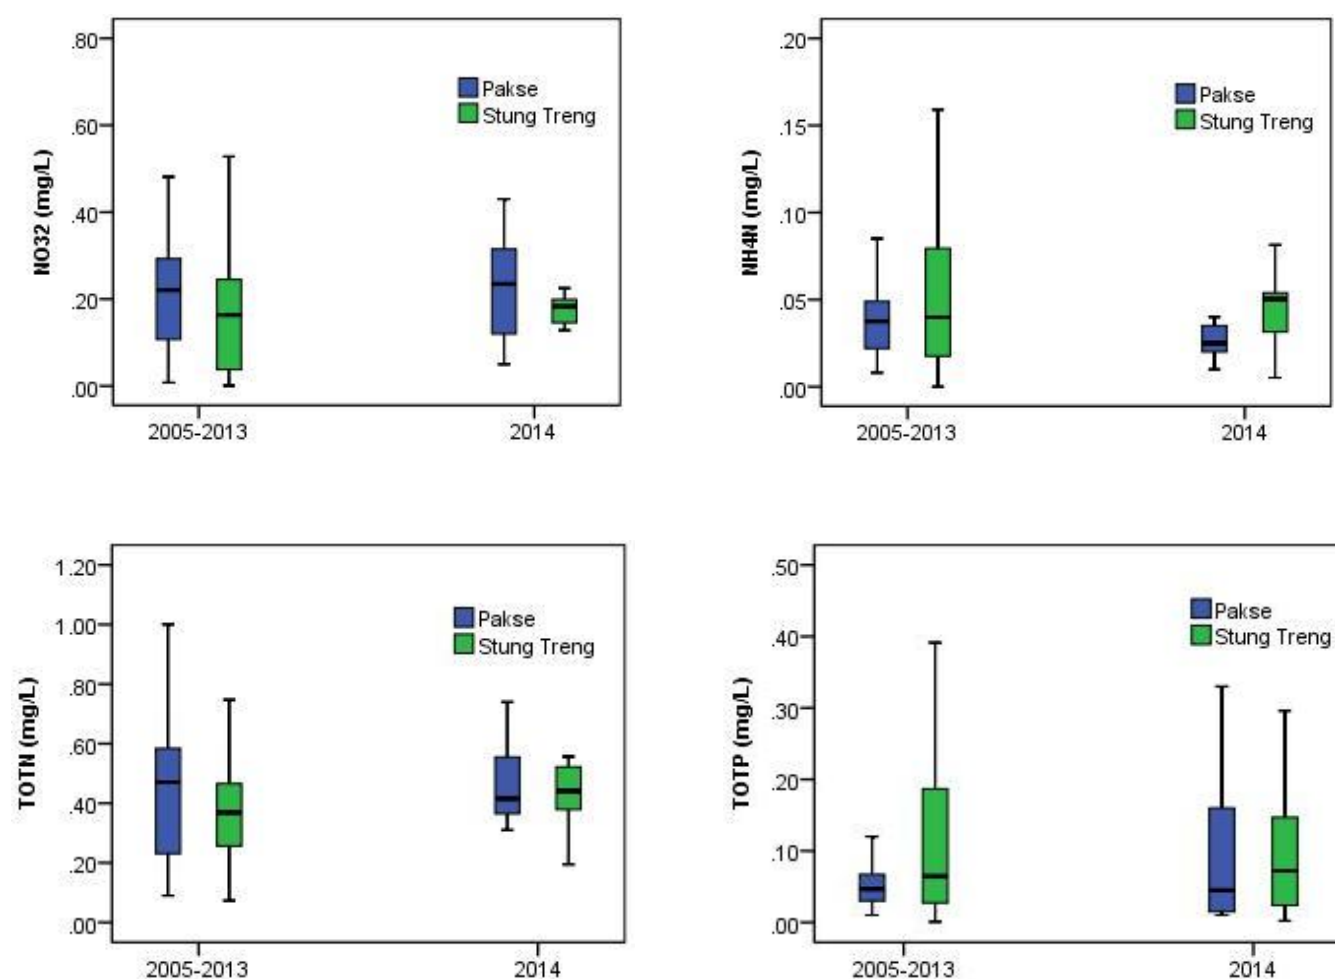 .80
.60
.40
.20
.00
NO32 (mg/L)
Pakse
Stung Treng
2005-2013
2014
.20
.15
.10
.05
.00
NH4N (mg/L)
Pakse
Stung Treng
2005-2013
2014
1.20
1.00
.80
.60
.40
.20
.00
TOTN (mg/L)
Pakse
Stung Treng
2005-2013
2014
.50
.40
.30
.20
.10
.00
TOTP (mg/L)
Pakse
Stung Treng
2005-2013
2014